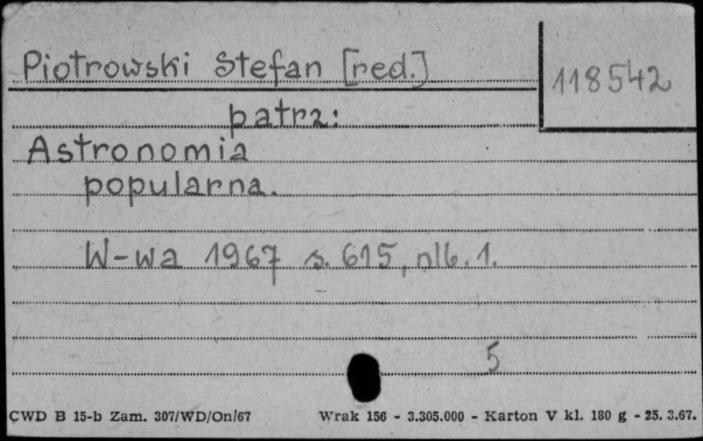 Piotrowski Stefan [red.]
118542
patrz:
Astronomia
popularna.
W-wa 1967 s. 615, nlb. 1.
5
CWD B 15-b Zam. 307/WD/On/67 Wrak 156 - 3.305.000 - Karton V kl. 180 g - 25. 3.67.